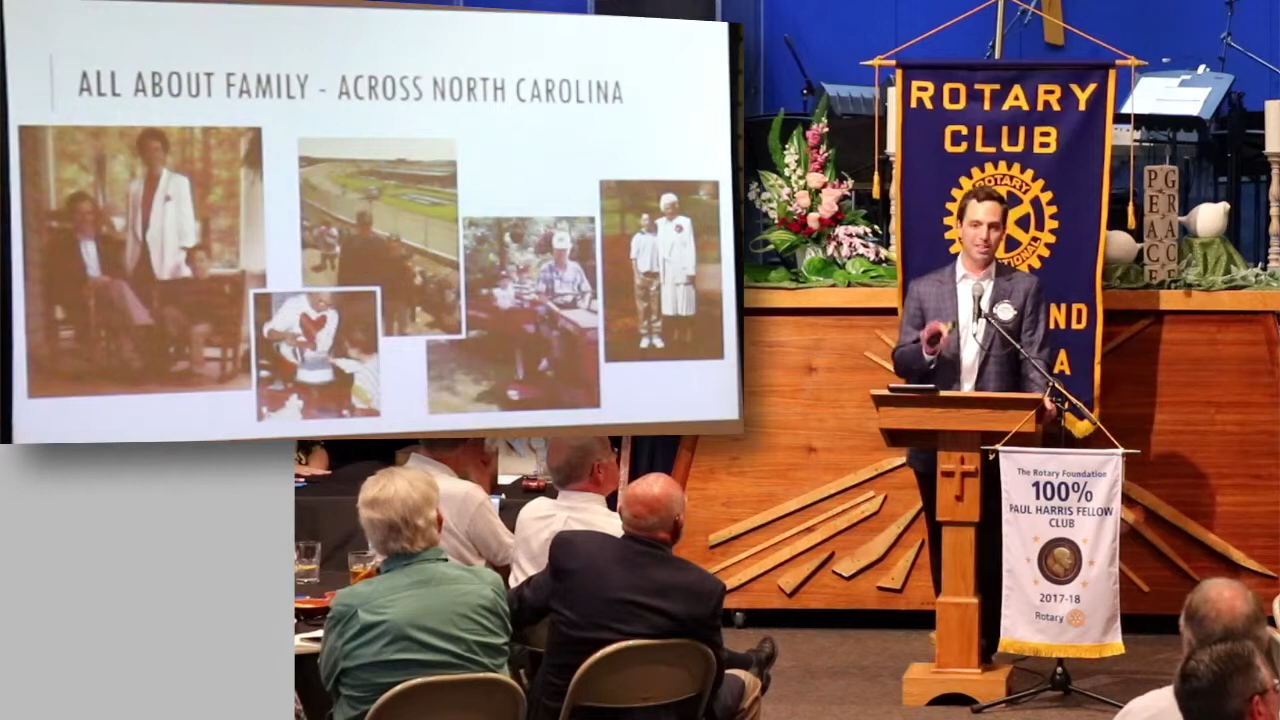 ALL ABOUT FAMILY - ACROSS NORTH CAROLINA
ROTARY
CLUB
ROTARY
ND
A
PEACE
GRACE
The Rotary Foundation
100%
PAUL HARRIS FELLOW
CLUB
2017-18
Rotary